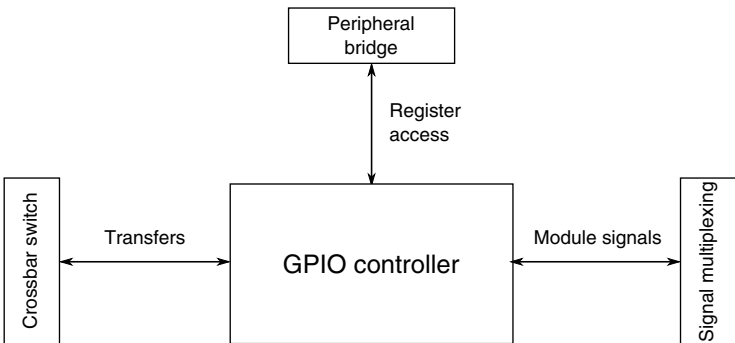 Peripheral
bridge
Register
access
Crossbar switch
Transfers
GPIO controller
Module signals
Signal multiplexing